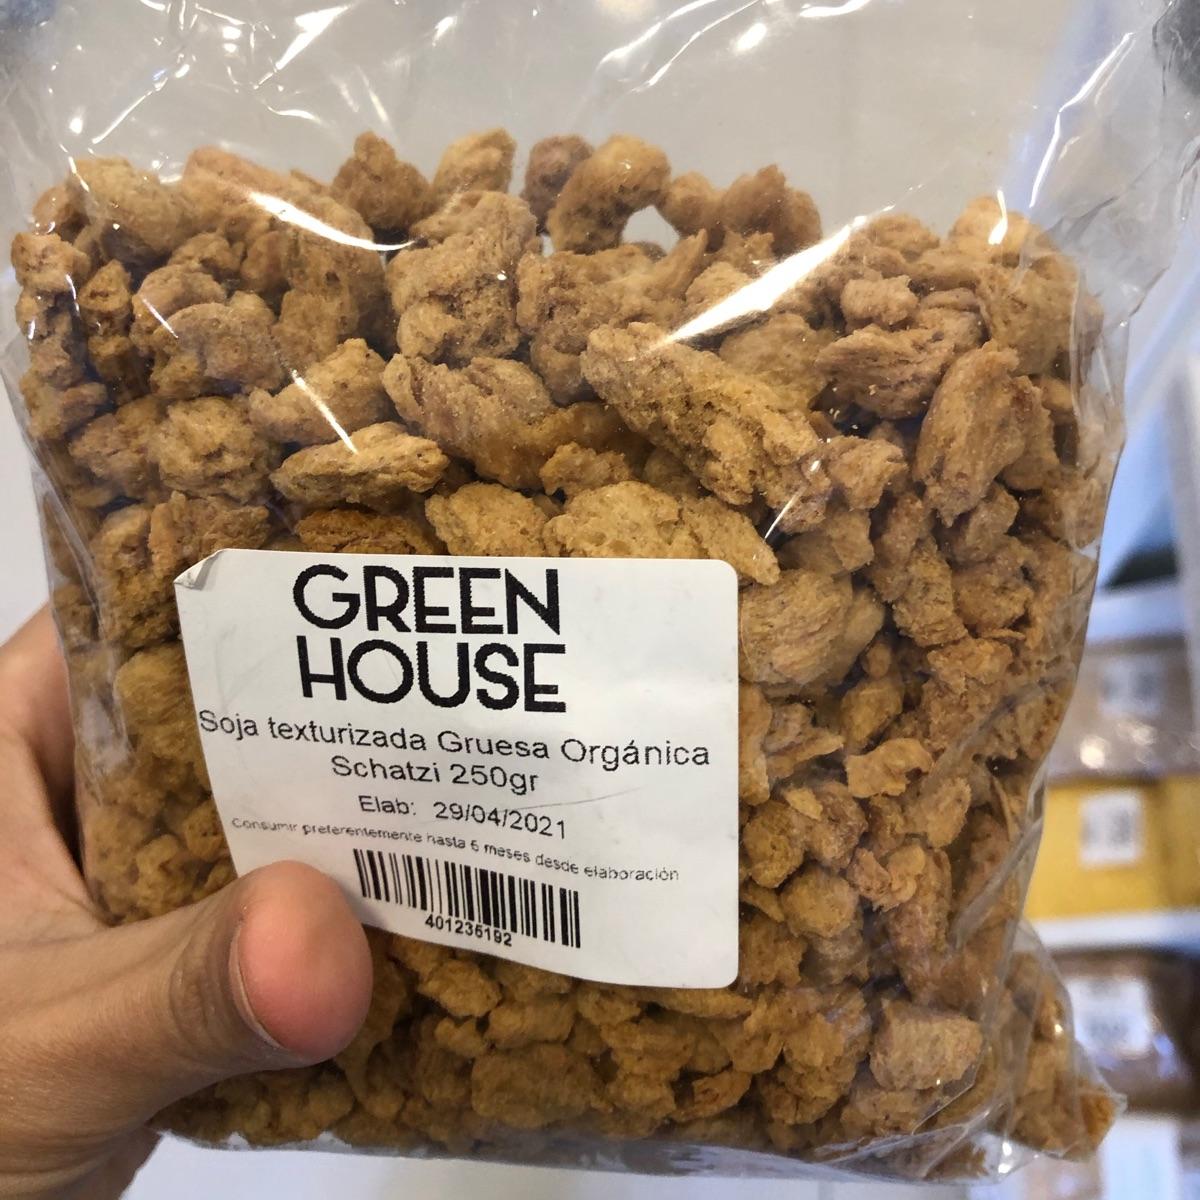 GREEN
HOUSE
Soja texturizada Gruesa Orgánica
Schatzi 250gr
Elab: 29/04/2021
Consumir preferentemente hasta 6 meses desde elaboración
401236192